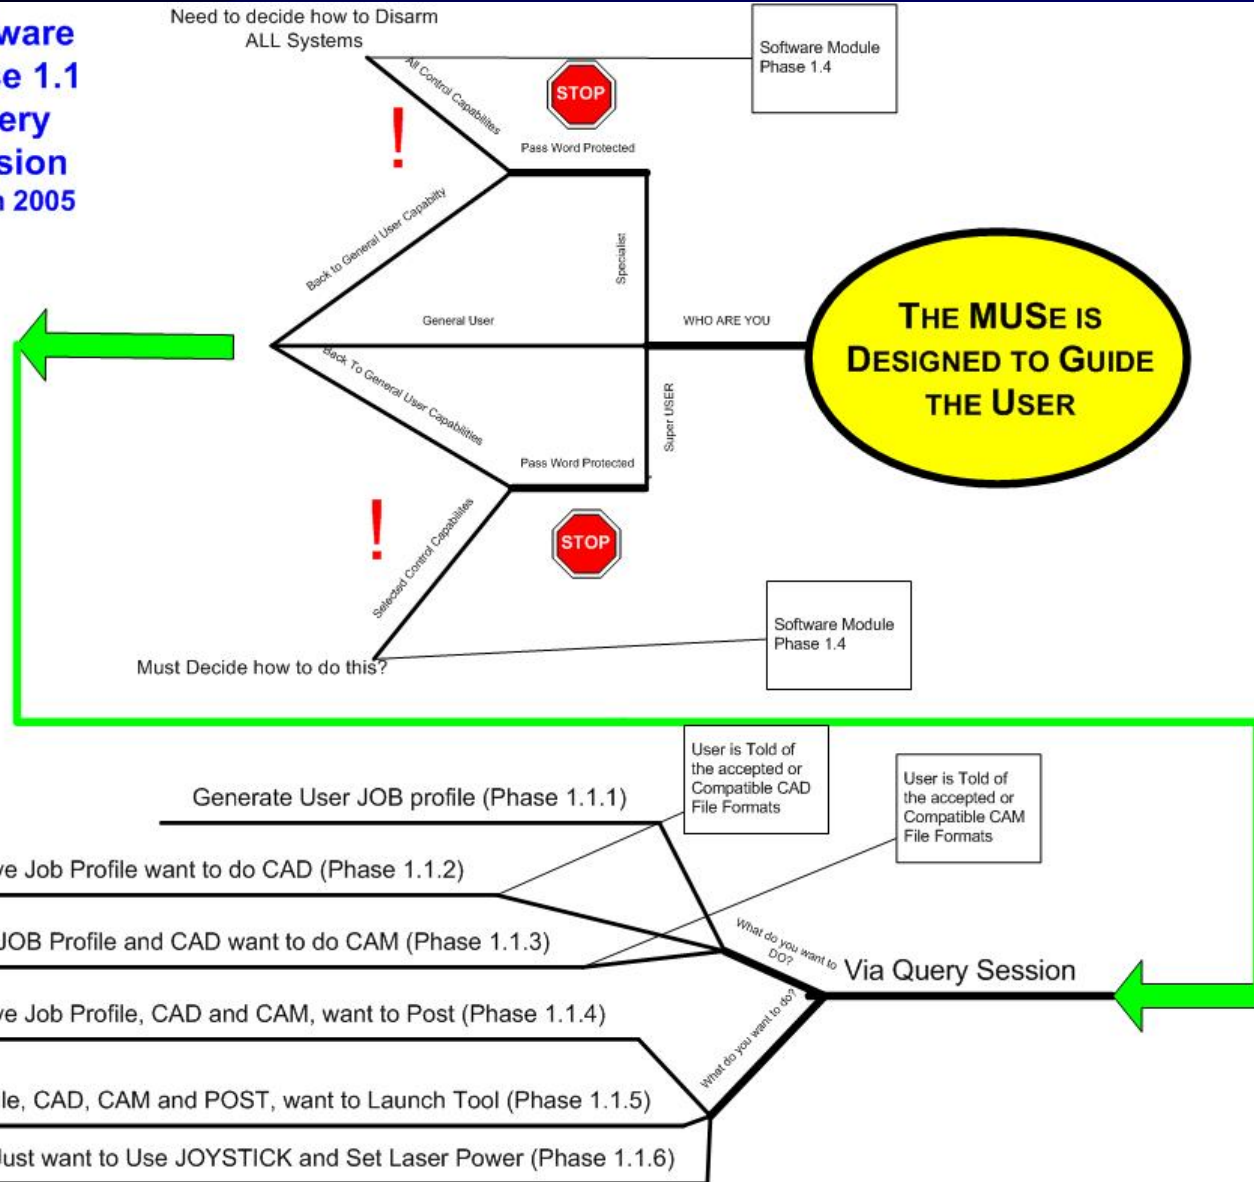 ware
e 1.1
ery
sion
2005
Need to decide how to Disarm
ALL Systems
Software Module
Phase 1.4
All Control Capabilites
STOP
!
Pass Word Protected
Back to General User Capabilty
Specialist
General User
WHO ARE YOU
THE MUSE IS
DESIGNED TO GUIDE
THE USER
Back To General User Capabilities
Super USER
Pass Word Protected
!
Selected Control Capabilites
STOP
Software Module
Phase 1.4
Must Decide how to do this?
User is Told of
the accepted or
Compatible CAD
File Formats
User is Told of
the accepted or
Compatible CAM
File Formats
Generate User JOB profile (Phase 1.1.1)
ve Job Profile want to do CAD (Phase 1.1.2)
JOB Profile and CAD want to do CAM (Phase 1.1.3)
What do you want to
DO?
Via Query Session
ve Job Profile, CAD and CAM, want to Post (Phase 1.1.4)
What do you want to do?
le, CAD, CAM and POST, want to Launch Tool (Phase 1.1.5)
Just want to Use JOYSTICK and Set Laser Power (Phase 1.1.6)